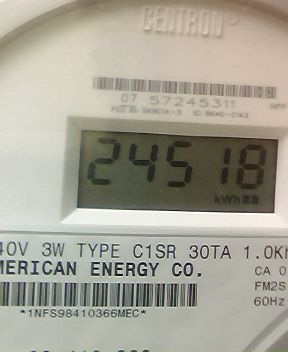 CENTRON
07 57245311
24518
kWh
40V 3W TYPE C1SR 30TA 1.0K
MERICAN ENERGY CO.
CA 0
FM2S
60Hz
*1NFS98410366MEC*